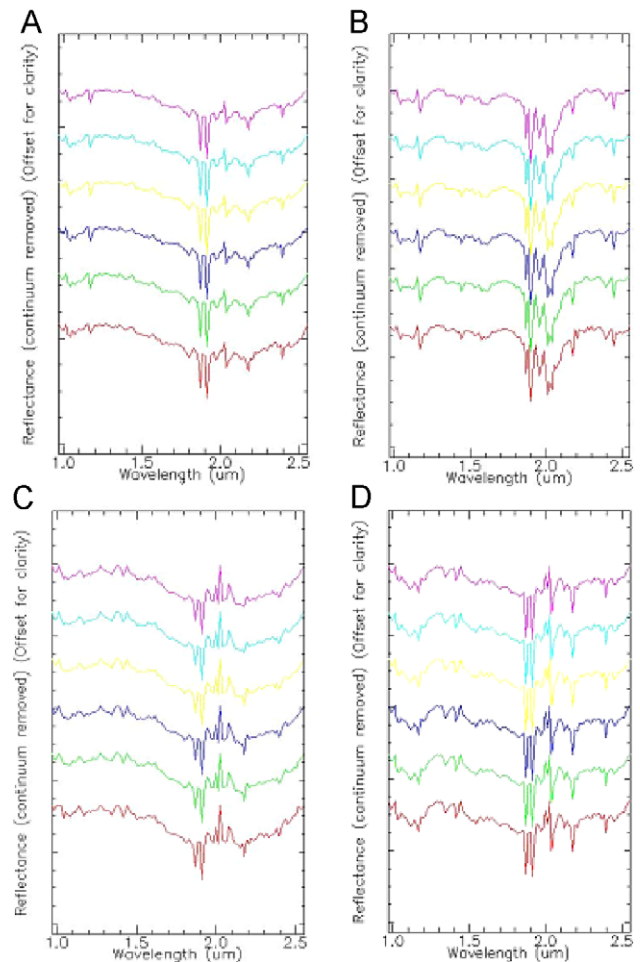 A
Reflectance (continuum removed) (Offset for clarity)
1.0 1.5 2.0 2.5
Wavelength (um)
B
Reflectance (continuum removed) (Offset for clarity)
1.0 1.5 2.0 2.5
Wavelength (um)
C
Reflectance (continuum removed) (Offset for clarity)
1.0 1.5 2.0 2.5
Wavelength (um)
D
Reflectance (continuum removed) (Offset for clarity)
1.0 1.5 2.0 2.5
Wavelength (um)